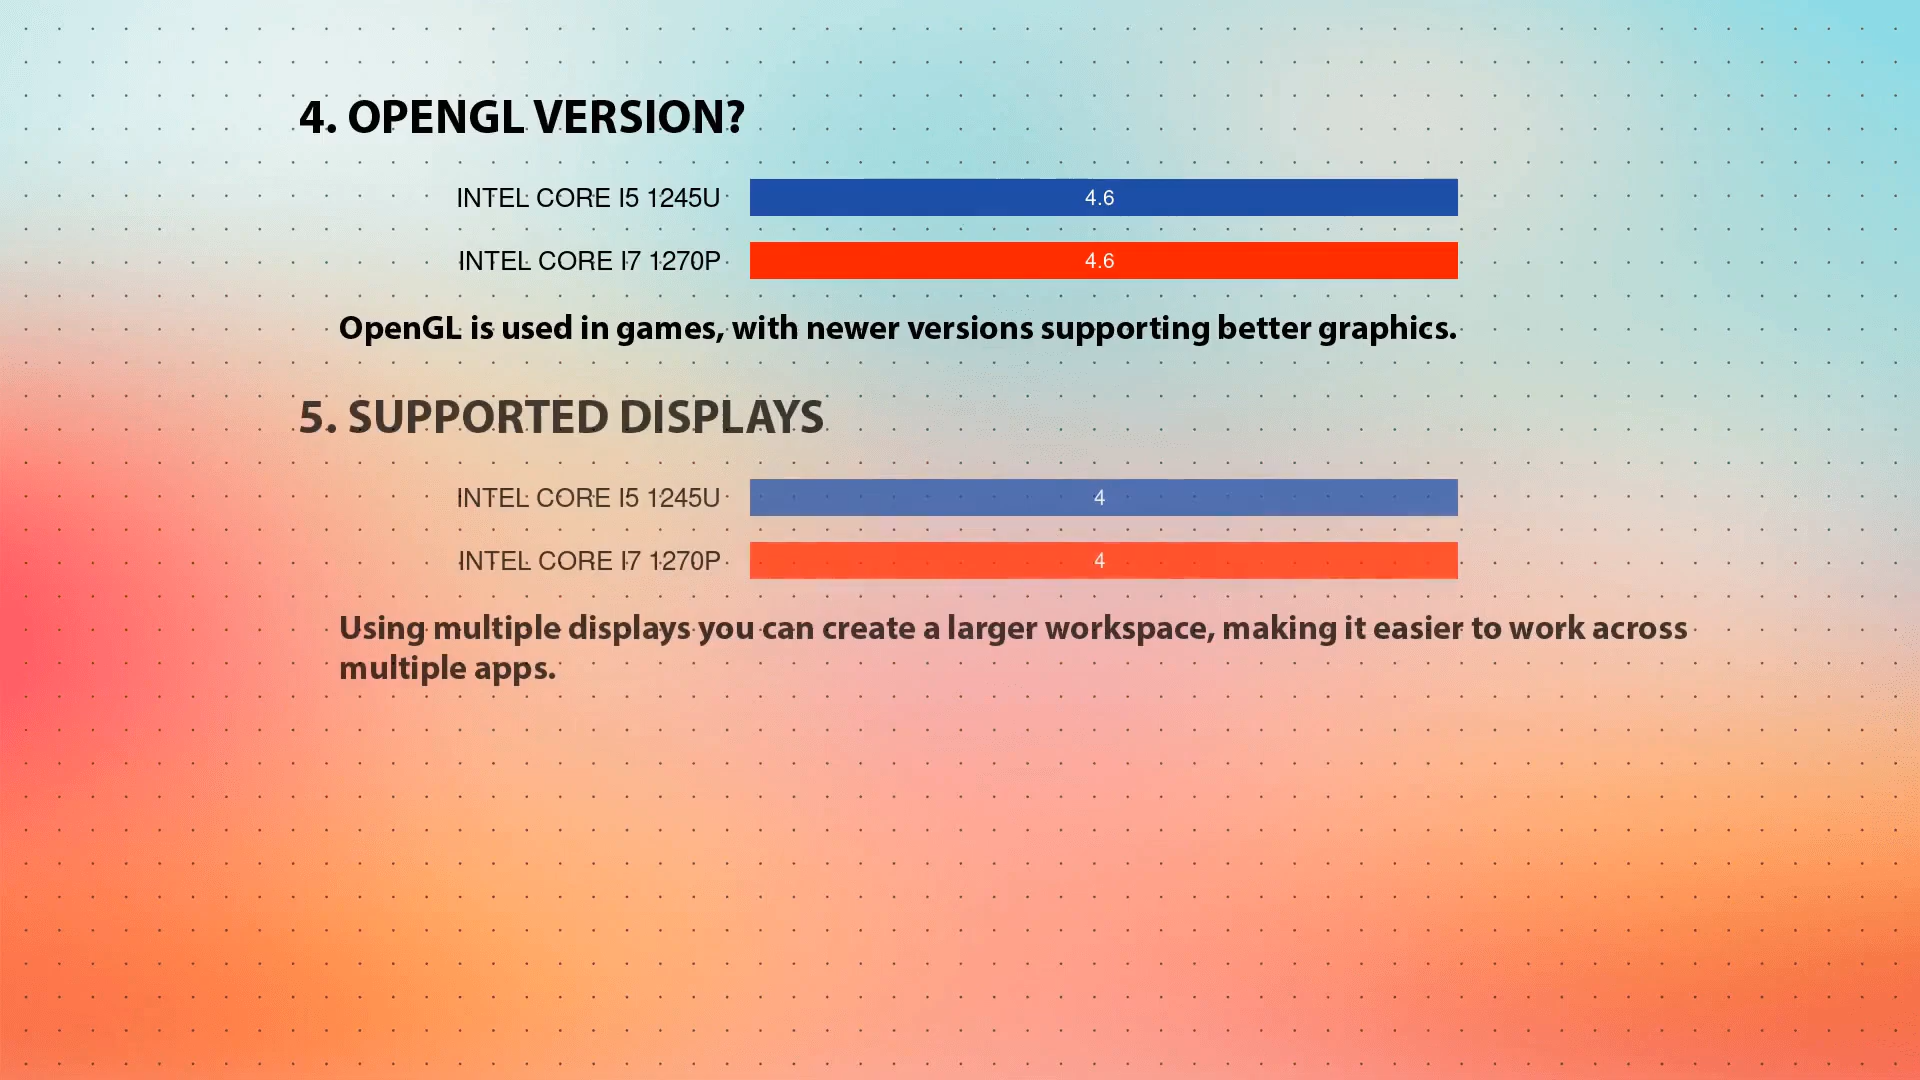 4. OPENGL VERSION?
INTEL CORE I5 1245U
4.6
INTEL CORE I7 1270P
4.6
OpenGL is used in games, with newer versions supporting better graphics.
5. SUPPORTED DISPLAYS
INTEL CORE I5 1245U
4
INTEL CORE I7 1270P
4
Using multiple displays you can create a larger workspace, making it easier to work across
multiple apps.